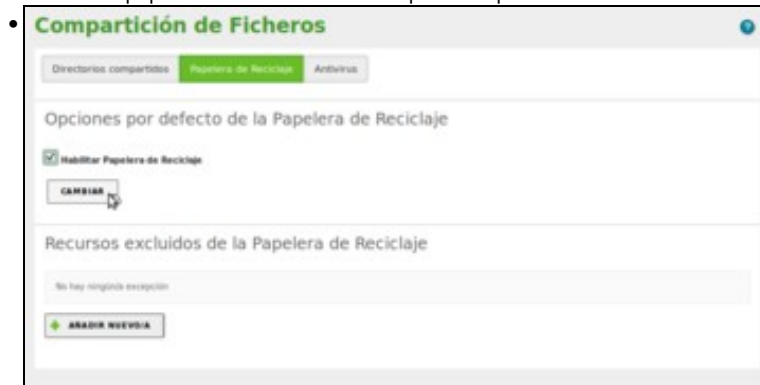 Compartición de Ficheros
Directorios compartidos Papelera de Reciclaje Antivirus
Opciones por defecto de la Papelera de Reciclaje
Habilitar Papelera de Reciclaje
CAMBIAR
Recursos excluidos de la Papelera de Reciclaje
No hay ningún/a excepción
AÑADIR NUEVO/A